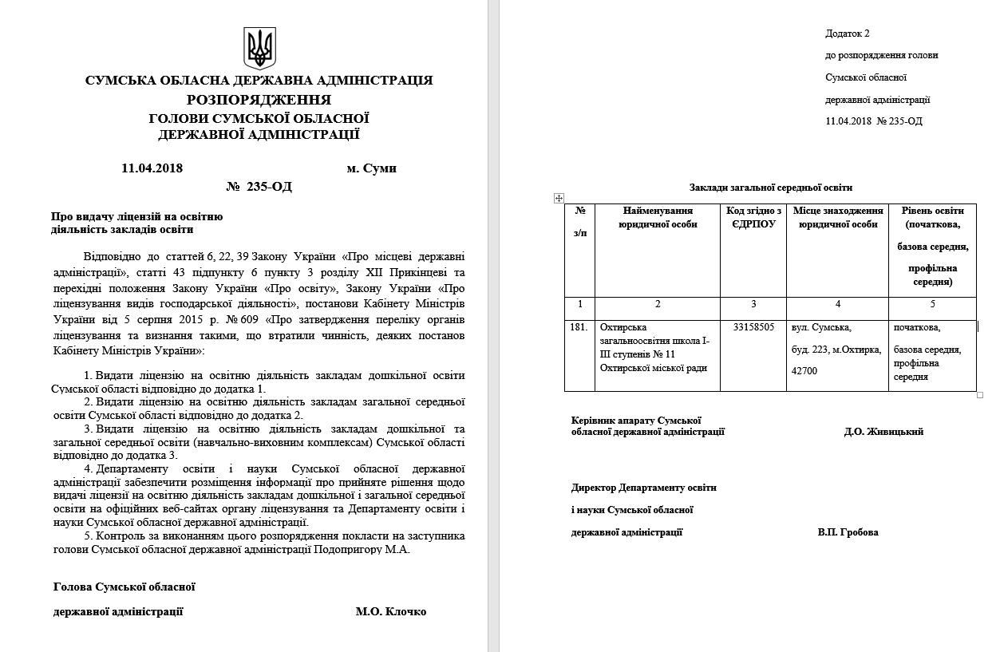 СУМСЬКА ОБЛАСНА ДЕРЖАВНА АДМІНІСТРАЦІЯ
РОЗПОРЯДЖЕННЯ
ГОЛОВИ СУМСЬКОЇ ОБЛАСНОЇ
ДЕРЖАВНОЇ АДМІНІСТРАЦІЇ
11.04.2018 м. Суми
№ 235-ОД
Про видачу ліцензій на освітню
діяльність закладів освіти
Відповідно до статтей 6, 22, 39 Закону України «Про місцеві державні
адміністрації», статті 43 підпункту 6 пункту 3 розділу XII Прикінцеві та
перехідні положення Закону України «Про освіту», Закону України «Про
ліцензування видів господарської діяльності», постанови Кабінету Міністрів
України від 5 серпня 2015 р. № 609 «Про затвердження переліку органів
ліцензування та визнання такими, що втратили чинність, деяких постанов
Кабінету Міністрів України»:
1. Видати ліцензію на освітню діяльність закладам дошкільної освіти
Сумської області відповідно до додатка 1.
2. Видати ліцензію на освітню діяльність закладам загальної середньої
освіти Сумської області відповідно до додатка 2.
3. Видати ліцензію на освітню діяльність закладам дошкільної та
загальної середньої освіти (навчально-виховним комплексам) Сумської області
відповідно до додатка 3.
4. Департаменту освіти і науки Сумської обласної державної
адміністрації забезпечити розміщення інформації про прийняте рішення щодо
видачі ліцензії на освітню діяльність закладам дошкільної і загальної середньої
освіти на офіційних веб-сайтах органу ліцензування та Департаменту освіти і
науки Сумської обласної державної адміністрації.
5. Контроль за виконанням цього розпорядження покласти на заступника
голови Сумської обласної державної адміністрації Подопригору М.А.
Голова Сумської обласної
державної адміністрації М.О. Клочко
Додаток 2
до розпорядження голови
Сумської обласної
державної адміністрації
11.04.2018 № 235-ОД
Заклади загальної середньої освіти
№
з/п
Найменування
юридичної особи
Код згідно з
ЄДРПОУ
Місце знаходження
юридичної особи
Рівень освіти
(початкова,
базова середня,
профільна
середня)
1 2 3 4 5
181.
Охтирська
загальноосвітня школа І-
ІІІ ступенів № 11
Охтирської міської ради
33158505
вул. Сумська,
буд. 223, м.Охтирка,
42700
початкова,
базова середня,
профільна
середня
Керівник апарату Сумської
обласної державної адміністрації Д.О. Живицький
Директор Департаменту освіти
і науки Сумської обласної
державної адміністрації В.П. Гробова